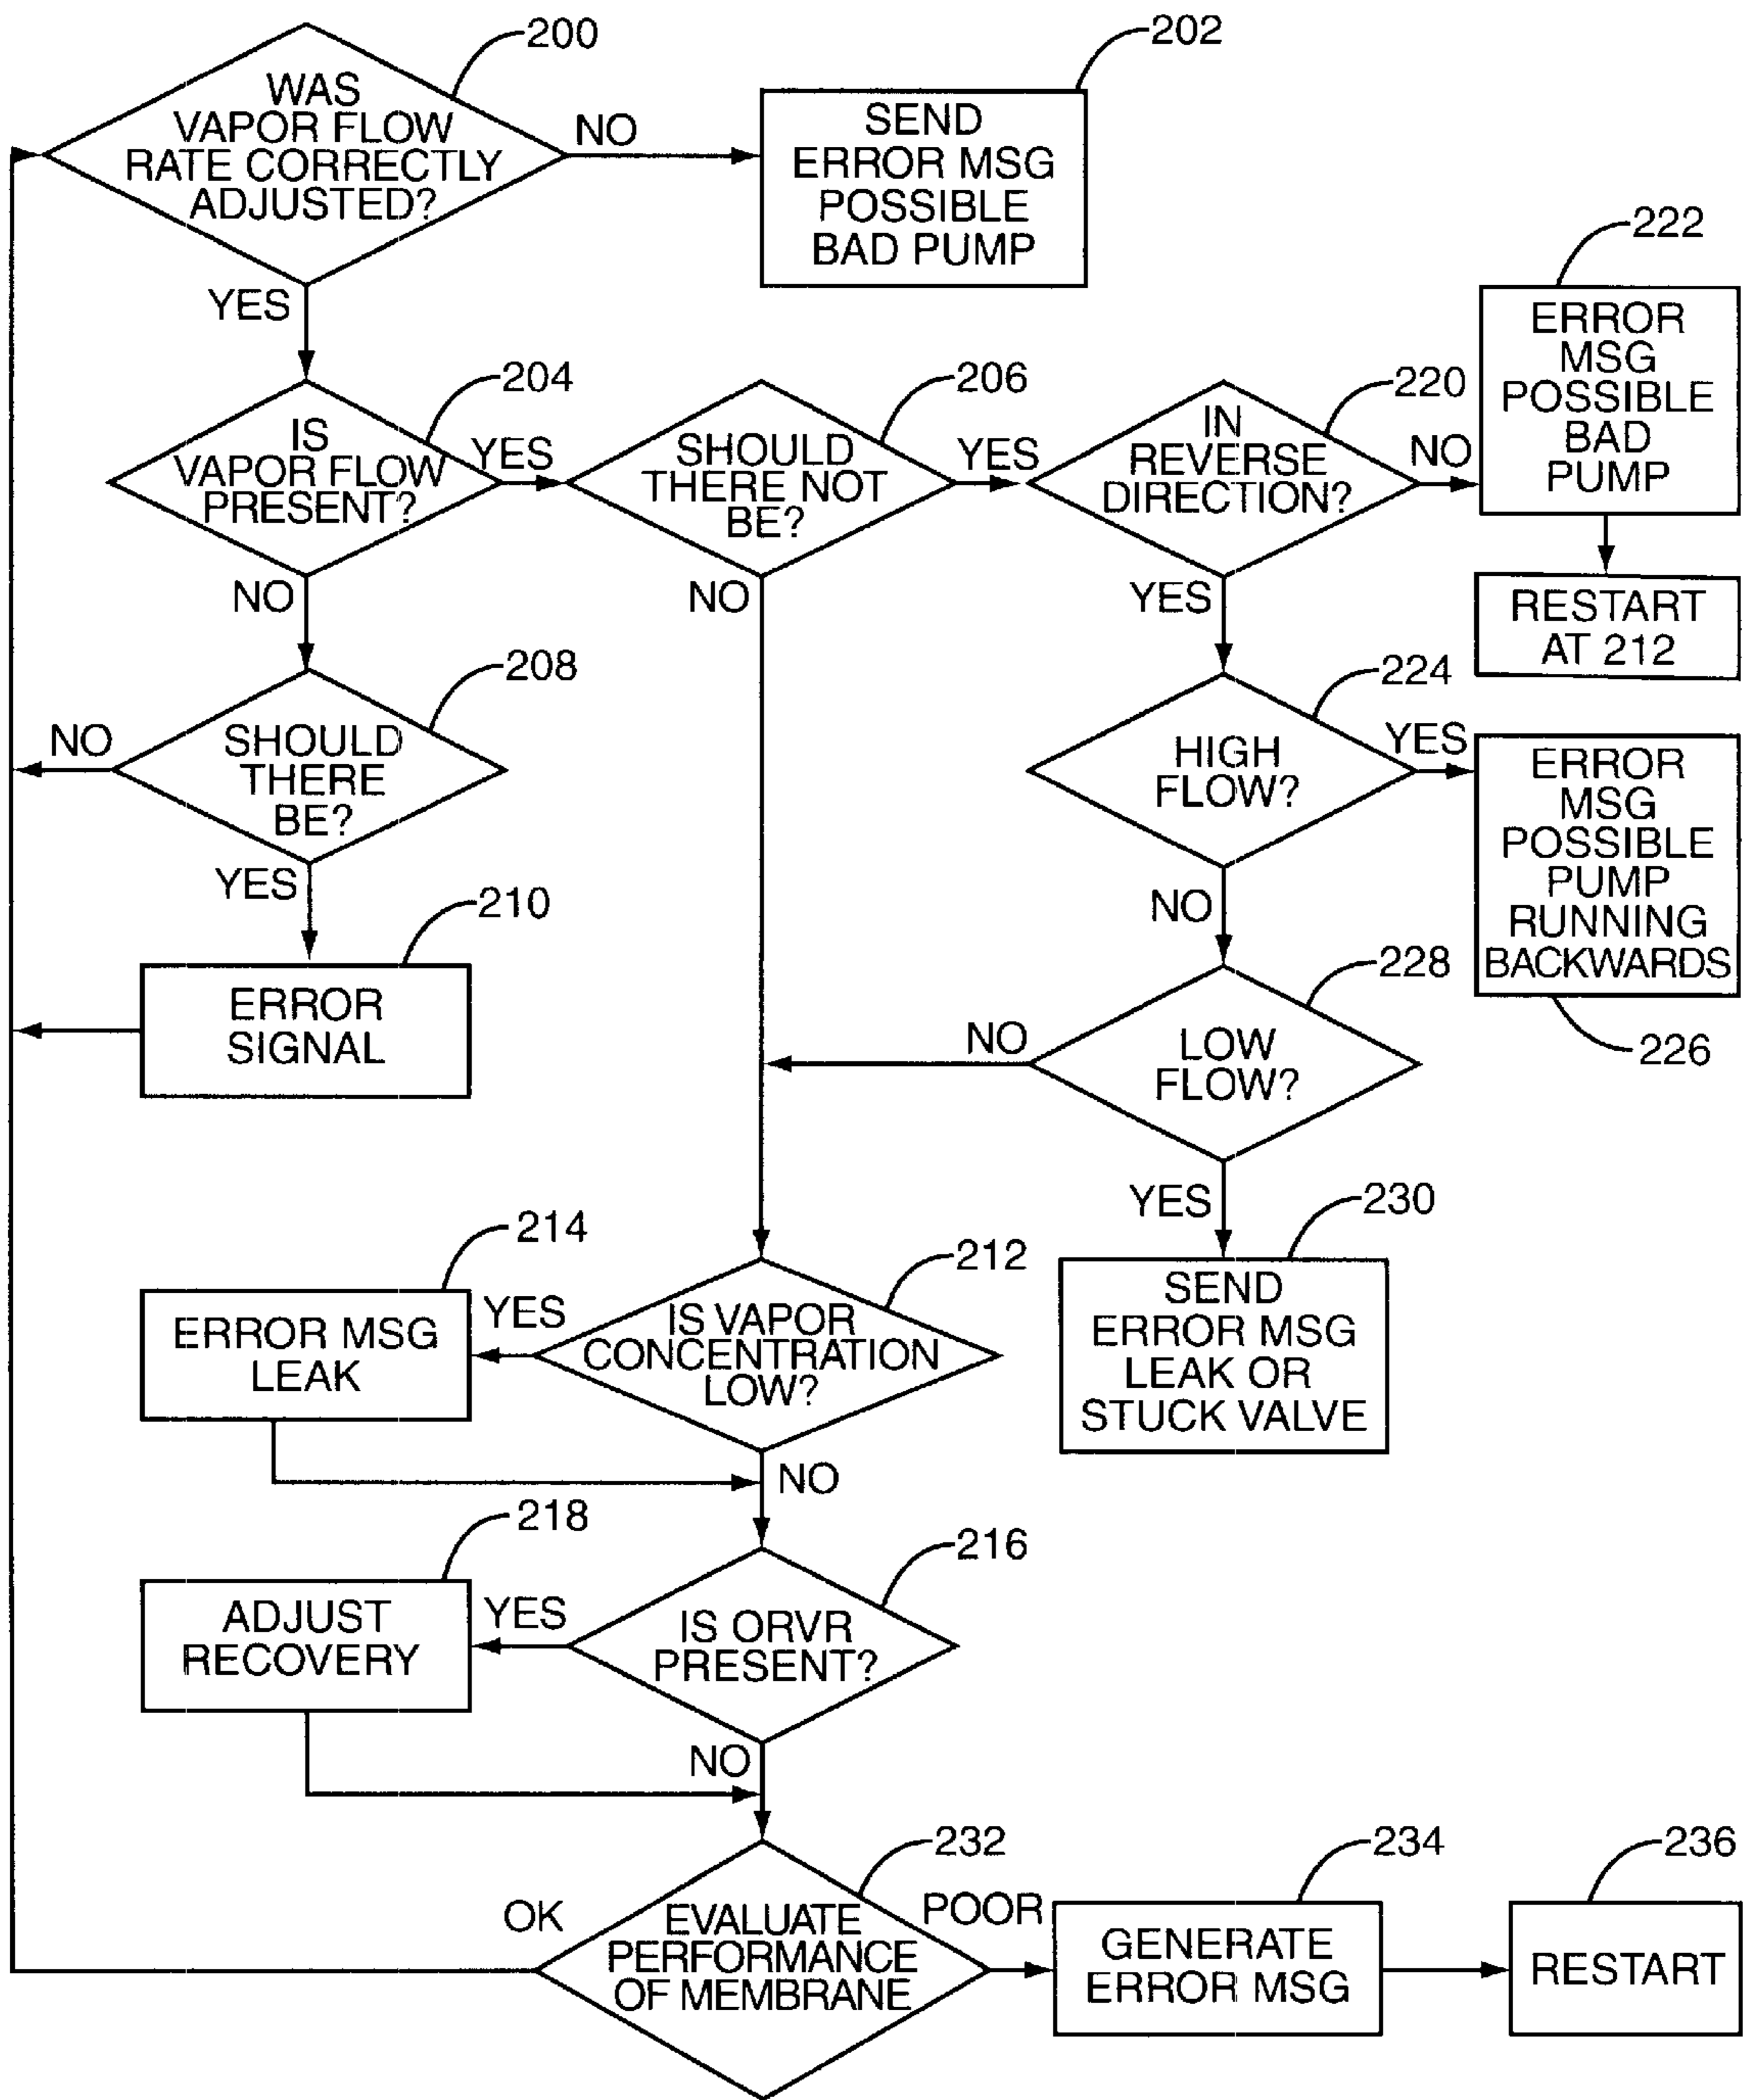 200
WAS
VAPOR FLOW
RATE CORRECTLY
ADJUSTED?
NO
YES
202
SEND
ERROR MSG
POSSIBLE
BAD PUMP
204
IS
VAPOR FLOW
PRESENT?
YES
NO
206
SHOULD
THERE NOT
BE?
YES
NO
220
IN
REVERSE
DIRECTION?
NO
YES
222
ERROR
MSG
POSSIBLE
BAD
PUMP
RESTART
AT 212
208
SHOULD
THERE
BE?
NO
YES
224
HIGH
FLOW?
YES
NO
ERROR
MSG
POSSIBLE
PUMP
RUNNING
BACKWARDS
226
210
ERROR
SIGNAL
228
LOW
FLOW?
NO
YES
230
SEND
ERROR MSG
LEAK OR
STUCK VALVE
212
IS VAPOR
CONCENTRATION
LOW?
YES
NO
214
ERROR MSG
LEAK
216
IS ORVR
PRESENT?
YES
NO
218
ADJUST
RECOVERY
232
EVALUATE
PERFORMANCE
OF MEMBRANE
OK
POOR
234
GENERATE
ERROR MSG
236
RESTART